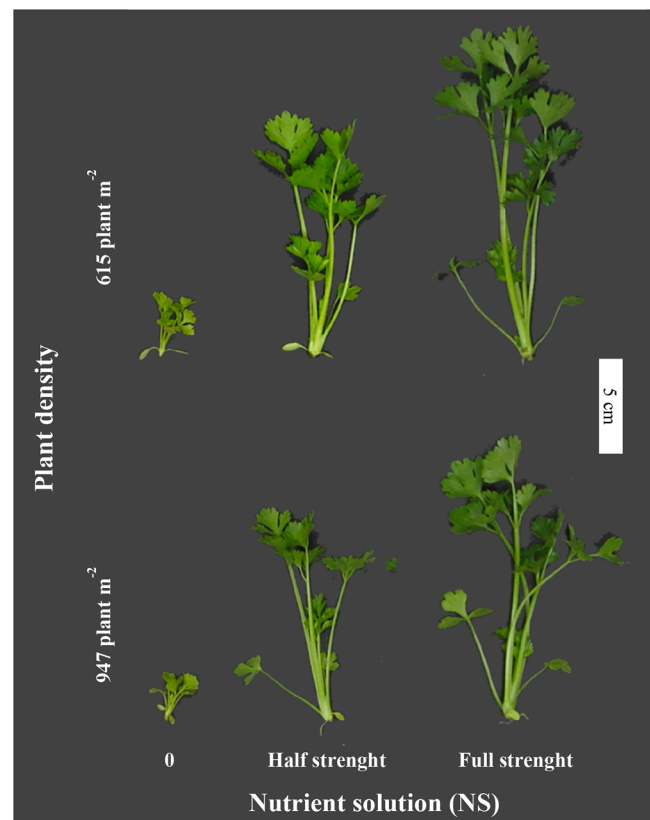 615 plant m⁻²
Plant density
5 cm
947 plant m⁻²
0
Half strenght
Full strenght
Nutrient solution (NS)